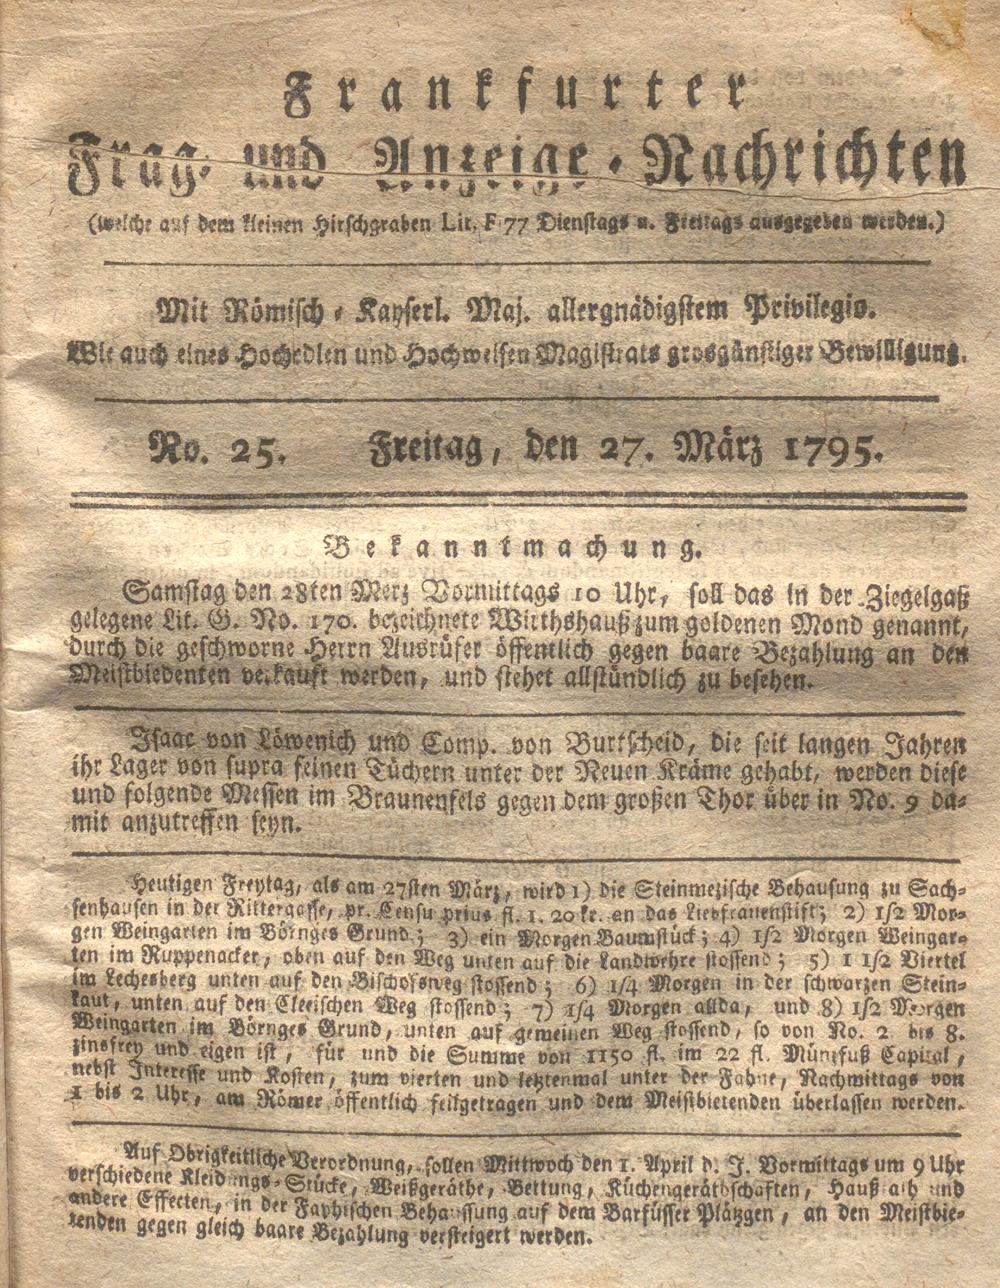 Frankfurter
Frag- und Anzeige-Nachrichten
(welche auf dem kleinen Hirschgraben Lit. F 77 Dienstags u. Freitags ausgegeben werden.)
Mit Römisch-Kayserl. Maj. allergnädigstem Privilegio.
Wie auch eines Hochedlen und Hochweisen Magistrats grosgünstiger Bewilligung.
No. 25. Freitag, den 27. März 1795.
Bekanntmachung.
Samstag den 28ten Merz Vormittags 10 Uhr, soll das in der Ziegelgaß
gelegene Lit. G. No. 170. bezeichnete Wirthshauß zum goldenen Mond genannt,
durch die geschworne Herrn Ausrüfer öffentlich gegen baare Bezahlung an den
Meistbiedenten verkauft werden, und stehet allstündlich zu besehen.
Isaac von Löwenich und Comp. von Burtscheid, die seit langen Jahren
ihr Lager von supra feinen Tüchern unter der Neuen Kräme gehabt, werden diese
und folgende Messen im Braunenfels gegen dem großen Thor über in No. 9 da-
mit anzutreffen seyn.
Heutigen Freytag, als am 27sten März, wird 1) die Steinmezische Behausung zu Sach-
senhausen in der Rittergasse, pr. Censu prius fl. 1. 20 kr. an das Liebfrauenstift; 2) 1/2 Mor-
gen Weingarten im Börnges Grund; 3) ein Morgen Baumstück; 4) 1/2 Morgen Weingar-
ten im Ruppenacker, oben auf den Weg unten auf die Landwehre stossend; 5) 1 1/2 Viertel
im Lechesberg unten auf den Bischofsweg stossend; 6) 1/4 Morgen in der schwarzen Stein-
kaut, unten auf den Cleeischen Weg stossend; 7) 1/4 Morgen allda, und 8) 1/2 Morgen
Weingarten im Börnges Grund, unten auf gemeinen Weg stossend, so von No. 2 bis 8.
zinsfrey und eigen ist, für und die Summe von 1150 fl. im 22 fl. Münzfuß Capital,
nebst Interesse und Kosten, zum vierten und letztenmal unter der Fahne, Nachmittags von
1 bis 2 Uhr, am Römer öffentlich feilgetragen und dem Meistbietenden überlassen werden.
Auf Obrigkeitliche Verordnung, sollen Mittwoch den 1. April d. J. Vormittags um 9 Uhr
verschiedene Kleidungs-Stücke, Weißgeräthe, Bettung, Küchengeräthschaften, Haußrath und
andere Effecten, in der Fayhischen Behaussung auf dem Barfüsser Plätzgen, an den Meistbie-
tenden gegen gleich baare Bezahlung versteigert werden.